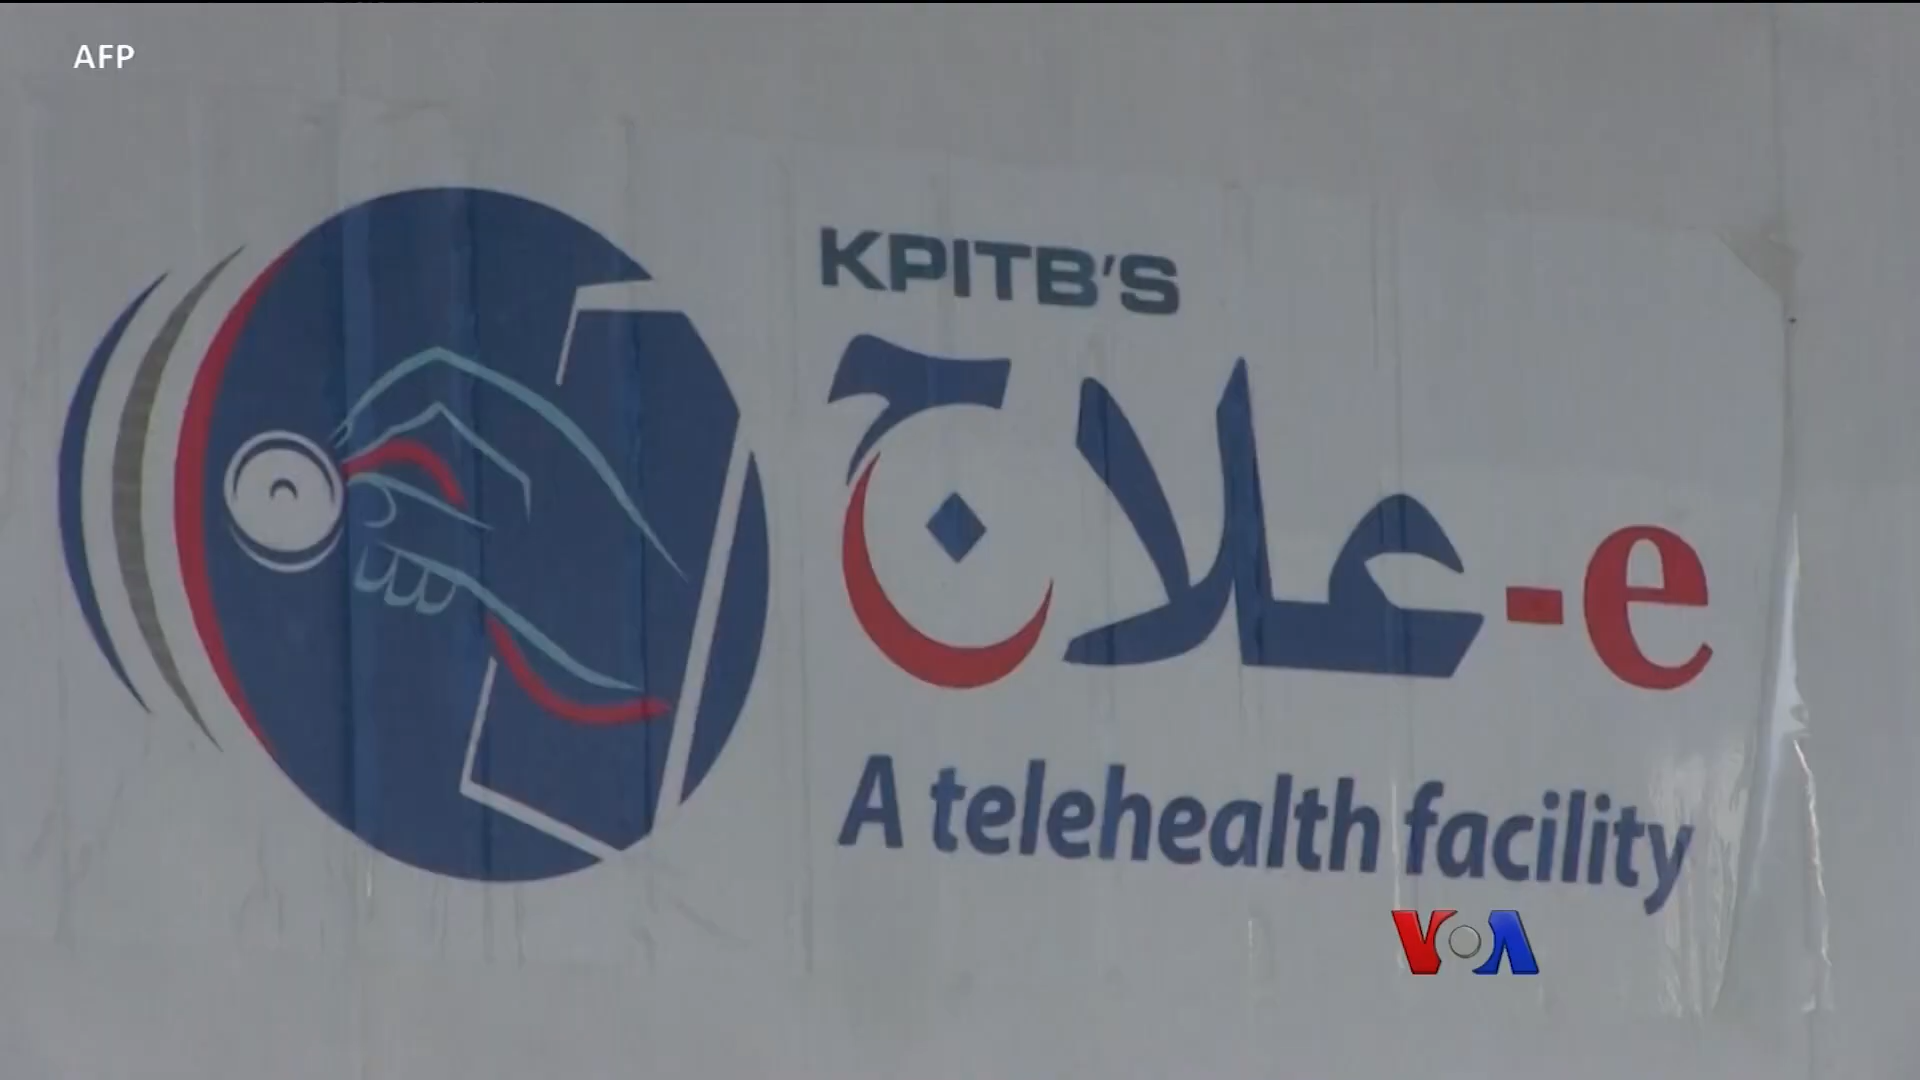 AFP
KPITB'S
e-علاج
A telehealth facility
VOA